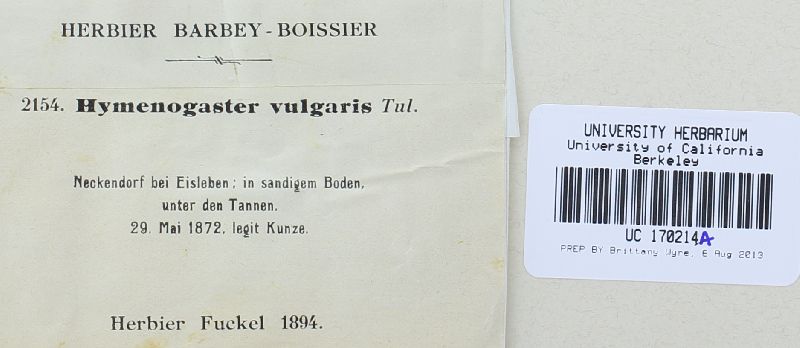 HERBIER BARBEY-BOISSIER
2154. Hymenogaster vulgaris Tul.
Neckendorf bei Eisleben; in sandigem Boden,
unter den Tannen.
29. Mai 1872, legit Kunze.
Herbier Fuckel 1894.
UNIVERSITY HERBARIUM
University of California
Berkeley
UC 170214A
PREP BY Brittany Wyre, 6 Aug 2013